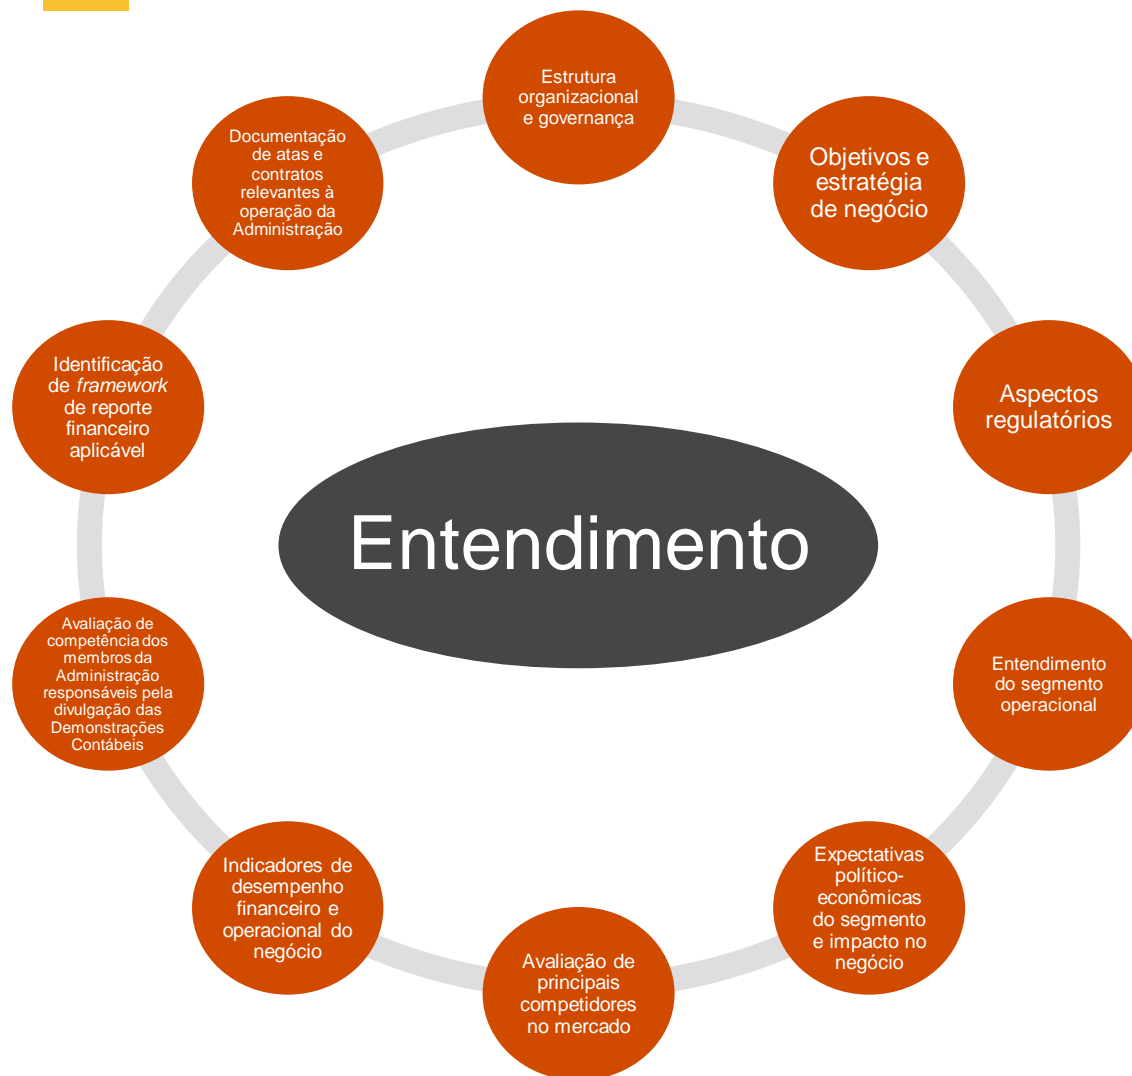 Estrutura
organizacional
e governança
Objetivos e
estratégia
de negócio
Aspectos
regulatórios
Entendimento
do segmento
operacional
Expectativas
político-
econômicas
do segmento
e impacto no
negócio
Avaliação de
principais
competidores
no mercado
Indicadores de
desempenho
financeiro e
operacional do
negócio
Avaliação de
competência dos
membros da
Administração
responsáveis pela
divulgação das
Demonstrações
Contábeis
Identificação
de framework
de reporte
financeiro
aplicável
Documentação
de atas e
contratos
relevantes à
operação da
Administração
Entendimento